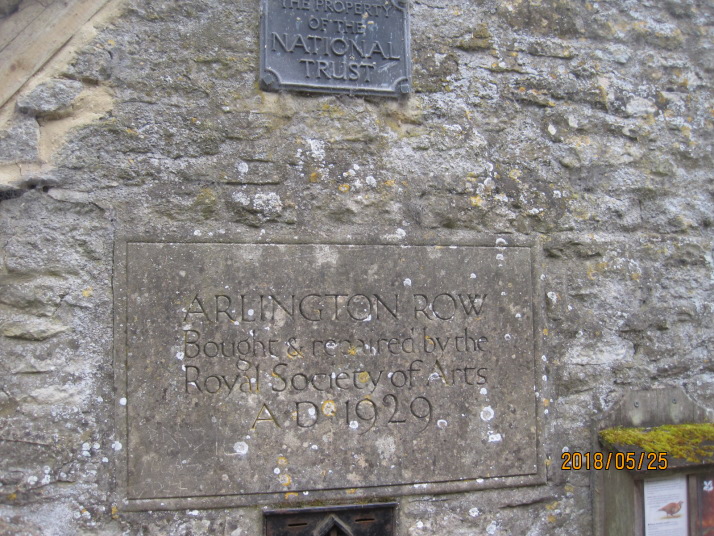 THE PROPERTY
OF THE
NATIONAL
TRUST
ARLINGTON ROW
Bought & repaired by the
Royal Society of Arts
A D 1929
2018/05/25